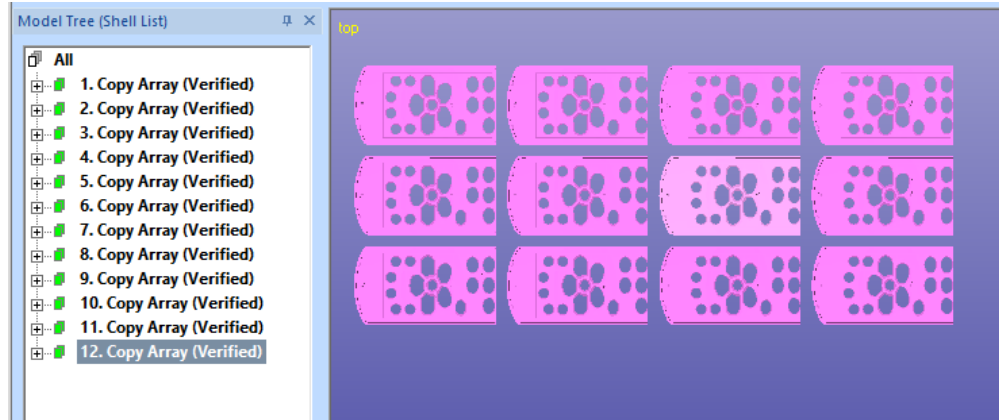 Model Tree (Shell List)
All
1. Copy Array (Verified)
2. Copy Array (Verified)
3. Copy Array (Verified)
4. Copy Array (Verified)
5. Copy Array (Verified)
6. Copy Array (Verified)
7. Copy Array (Verified)
8. Copy Array (Verified)
9. Copy Array (Verified)
10. Copy Array (Verified)
11. Copy Array (Verified)
12. Copy Array (Verified)
top